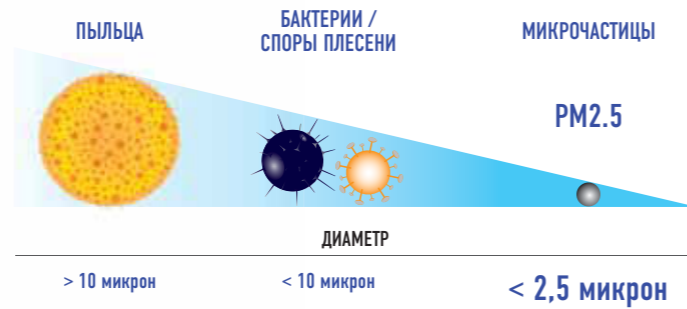 ПЫЛЬЦА
БАКТЕРИИ /
СПОРЫ ПЛЕСЕНИ
МИКРОЧАСТИЦЫ
PM2.5
ДИАМЕТР
> 10 микрон
< 10 микрон
< 2,5 микрон